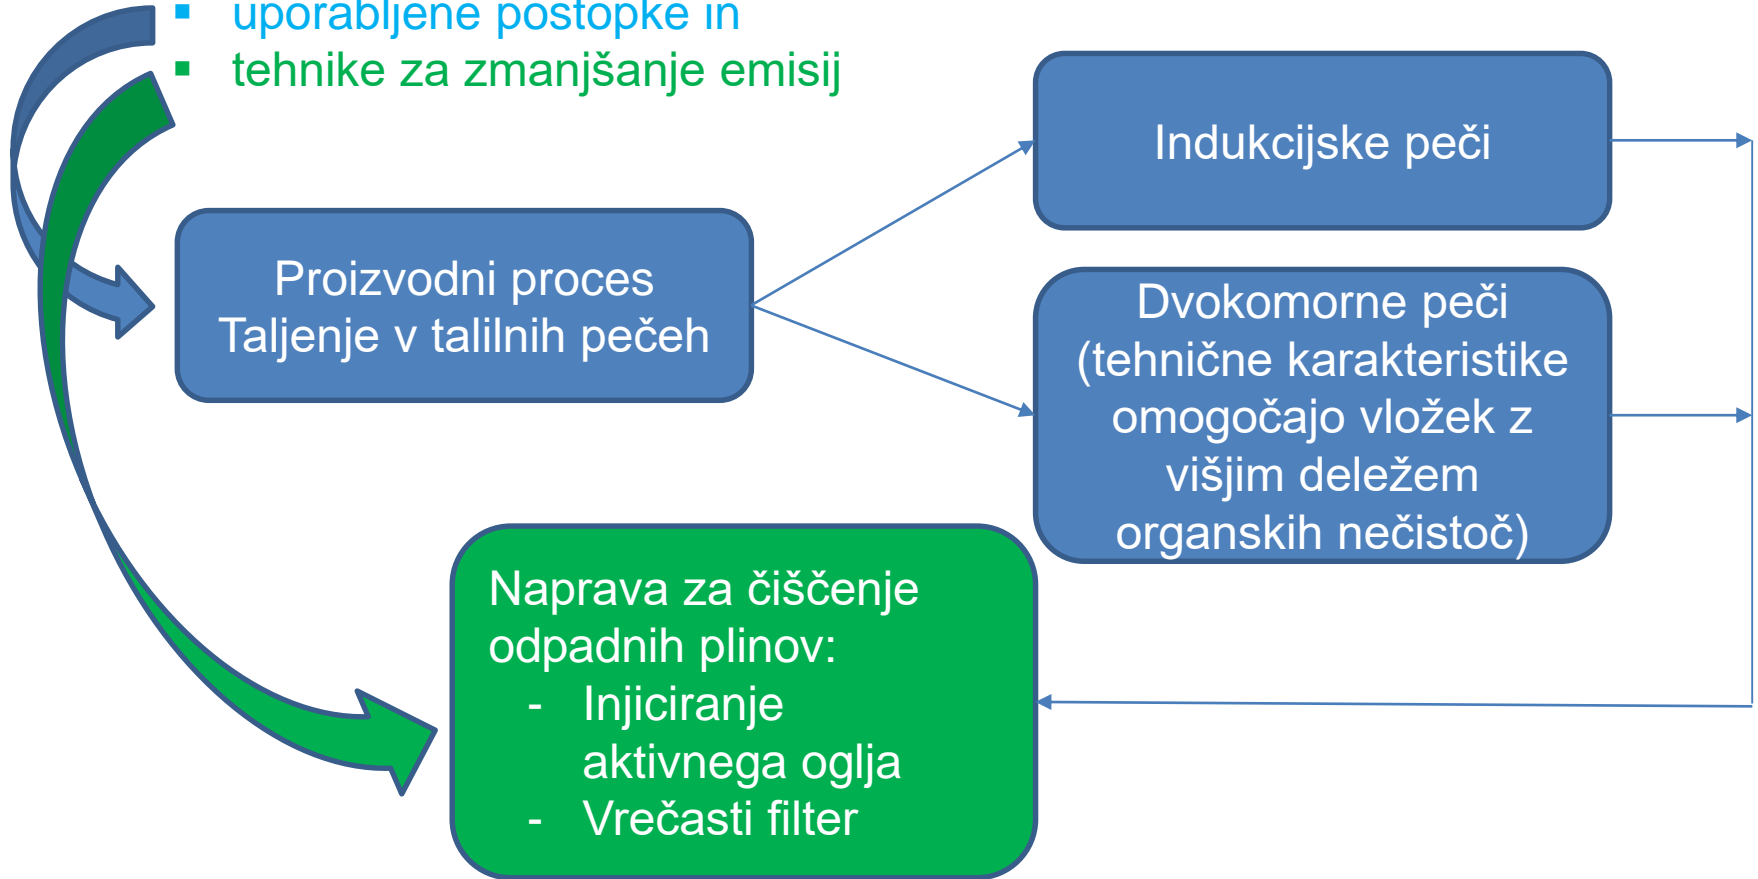 ▪ uporabljene postopke in
▪ tehnike za zmanjšanje emisij
Indukcijske peči
Proizvodni proces
Taljenje v talilnih pečeh
Dvokomorne peči
(tehnične karakteristike
omogočajo vložek z
višjim deležem
organskih nečistoč)
Naprava za čiščenje
odpadnih plinov:
- Injiciranje
aktivnega oglja
- Vrečasti filter